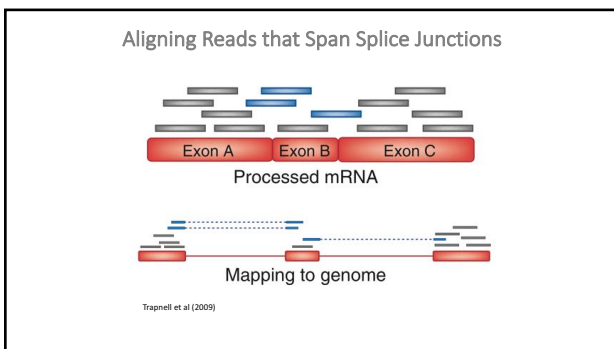 Aligning Reads that Span Splice Junctions
Exon A Exon B Exon C
Processed mRNA
Mapping to genome
Trapnell et al (2009)